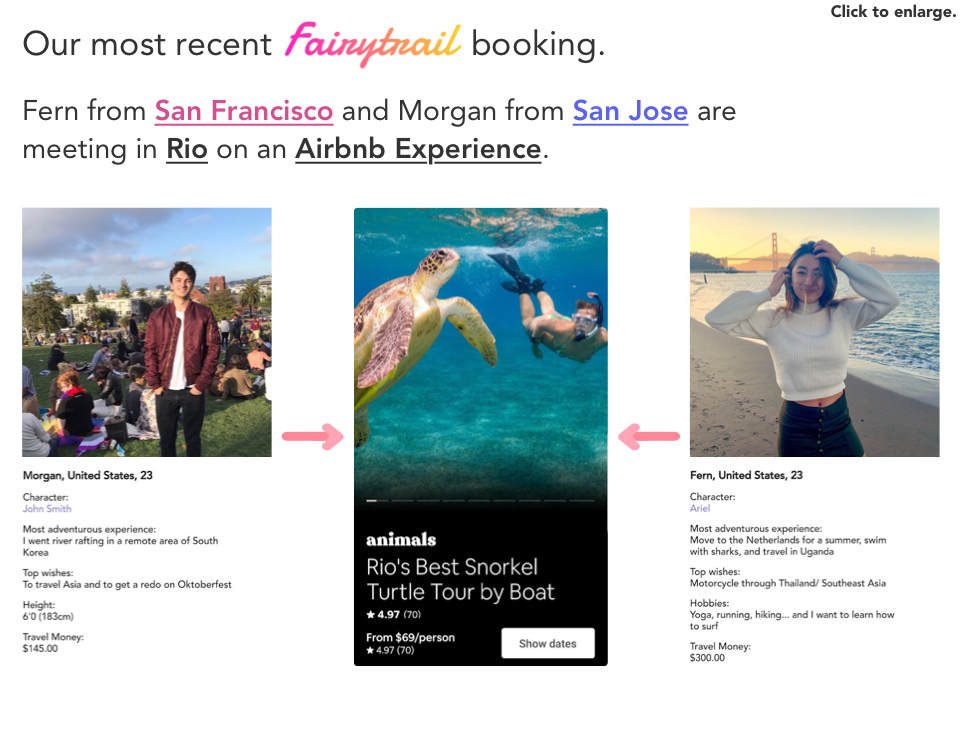 Click to enlarge.
Our most recent Fairytrail booking.
Fern from San Francisco and Morgan from San Jose are
meeting in Rio on an Airbnb Experience.
Morgan, United States, 23
Character:
John Smith
Most adventurous experience:
I went river rafting in a remote area of South
Korea
Top wishes:
To travel Asia and to get a redo on Oktoberfest
Height:
6'0 (183cm)
Travel Money:
$145.00
animals
Rio's Best Snorkel
Turtle Tour by Boat
★ 4.97 (70)
From $69/person
★ 4.97 (70)
Show dates
Fern, United States, 23
Character:
Ariel
Most adventurous experience:
Move to the Netherlands for a summer, swim
with sharks, and travel in Uganda
Top wishes:
Motorcycle through Thailand/ Southeast Asia
Hobbies:
Yoga, running, hiking... and I want to learn how
to surf
Travel Money:
$300.00